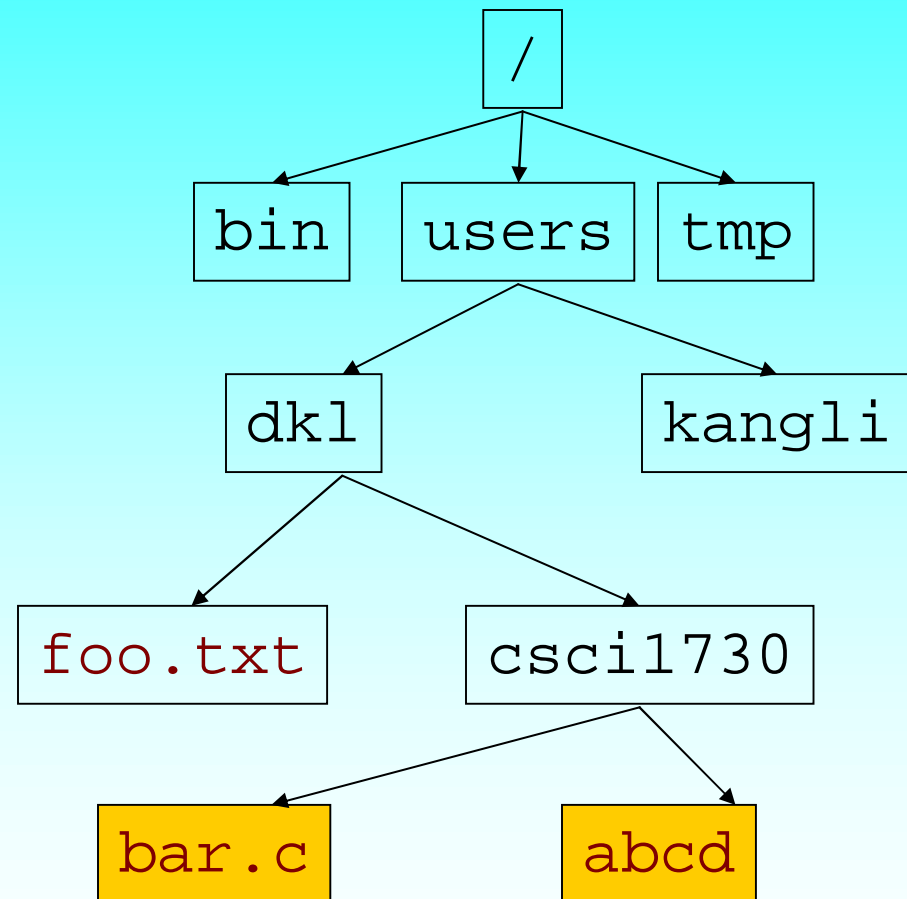 /
bin users tmp
dkl kangli
foo.txt csci1730
bar.c abcd